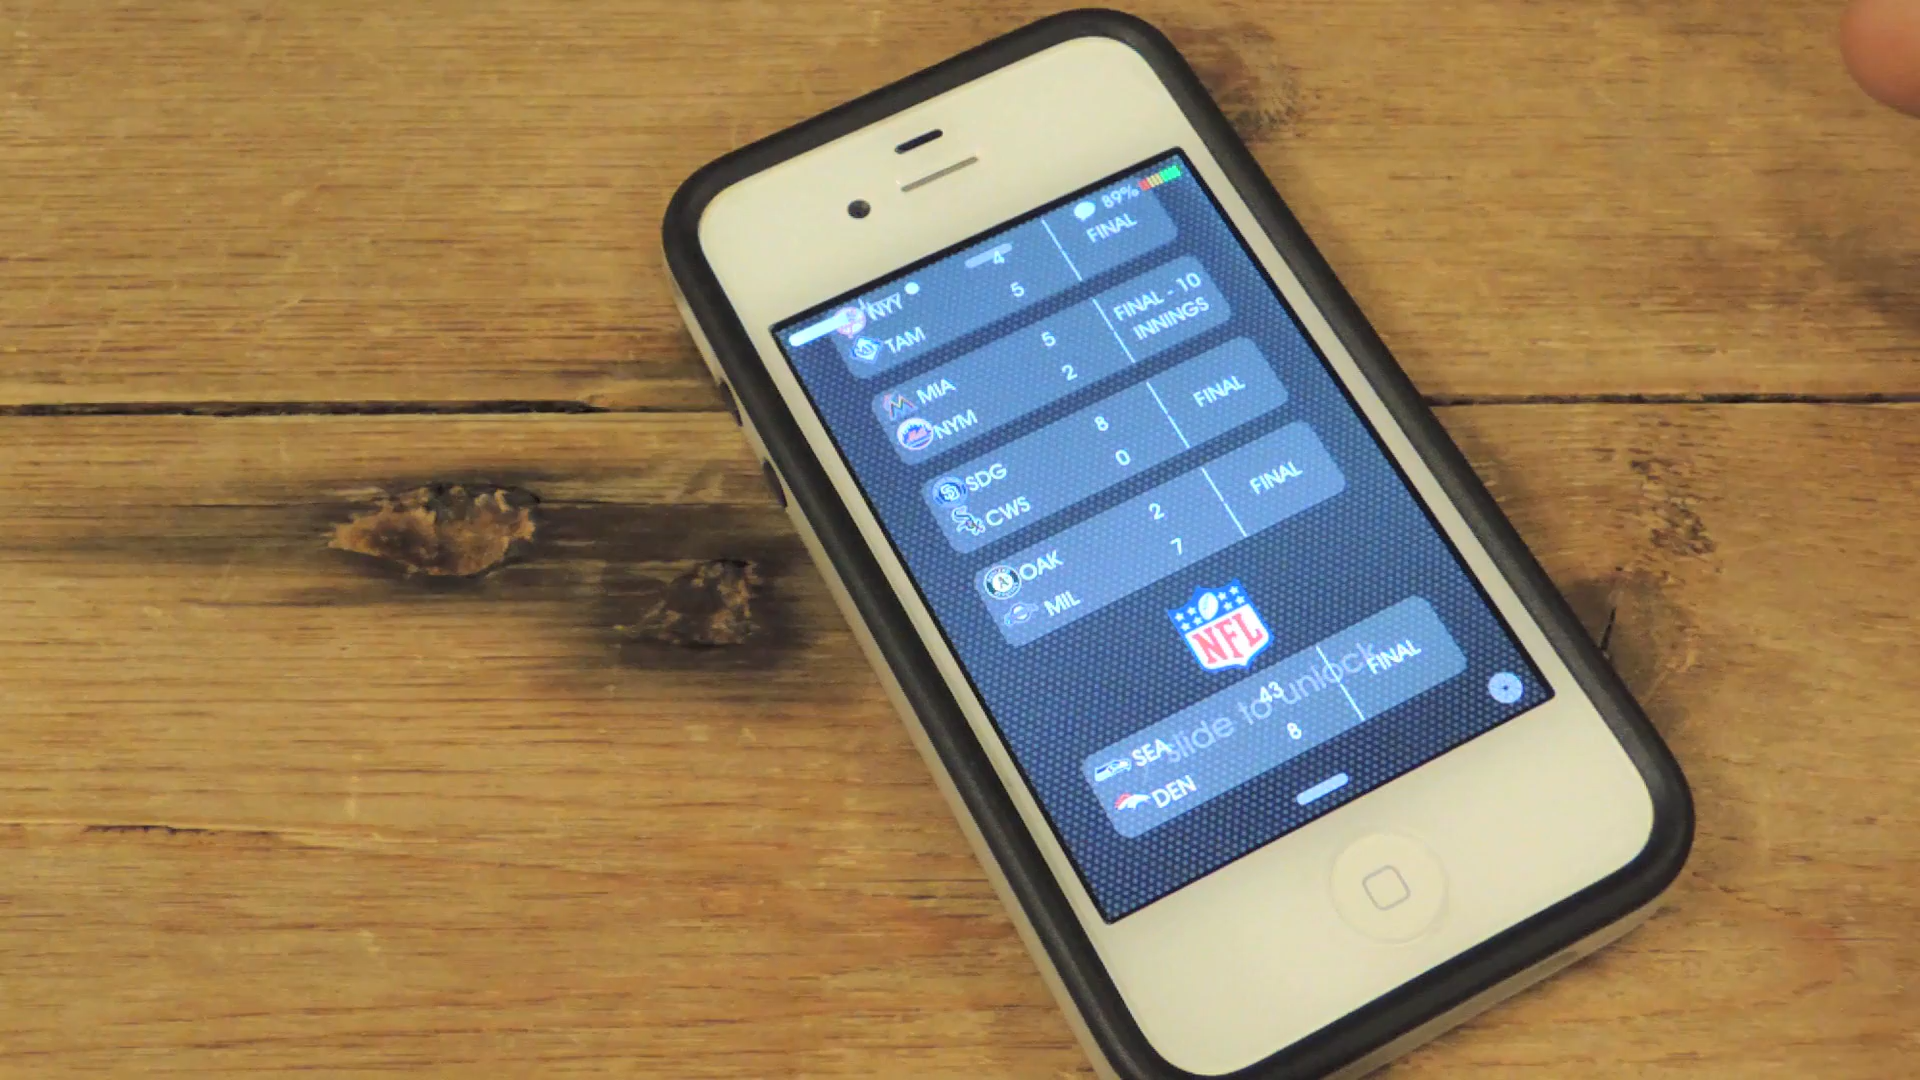 89%
NYY 4 FINAL
TAM 5
MIA 5 FINAL - 10
NYM 2 INNINGS
SDG 8 FINAL
CWS 0
OAK 2 FINAL
MIL 7
NFL
SEA 43 FINAL
slide to unlock
DEN 8